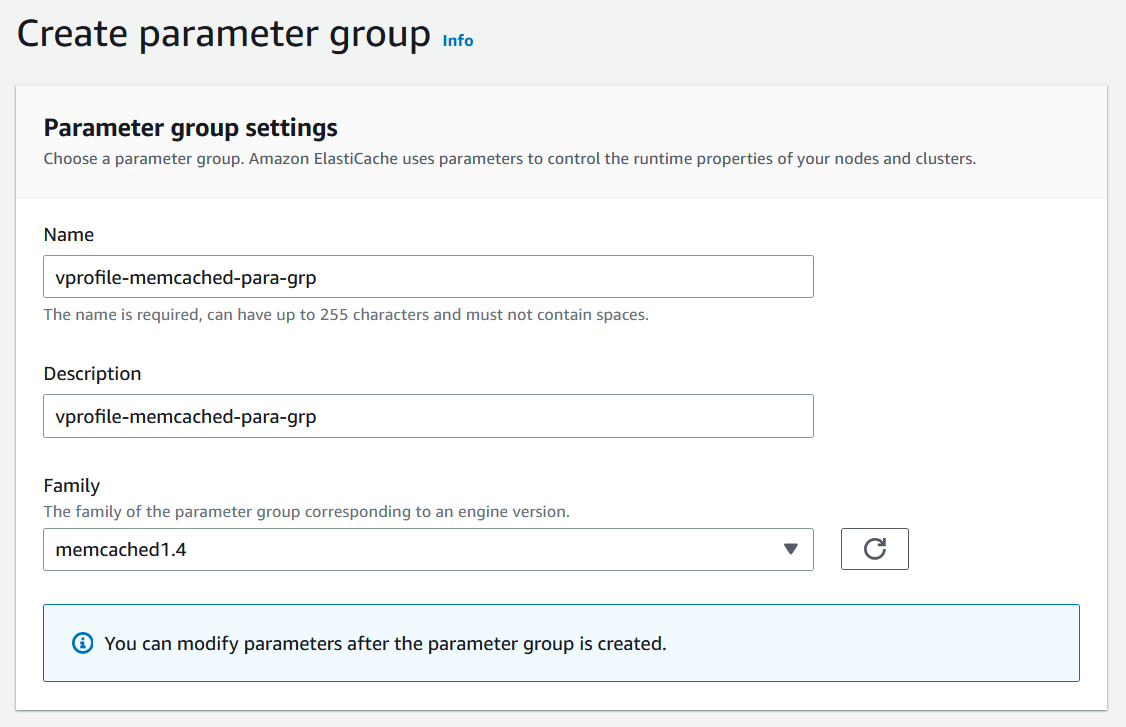 Create parameter group Info
Parameter group settings
Choose a parameter group. Amazon ElastiCache uses parameters to control the runtime properties of your nodes and clusters.
Name
vprofile-memcached-para-grp
The name is required, can have up to 255 characters and must not contain spaces.
Description
vprofile-memcached-para-grp
Family
The family of the parameter group corresponding to an engine version.
memcached1.4
You can modify parameters after the parameter group is created.